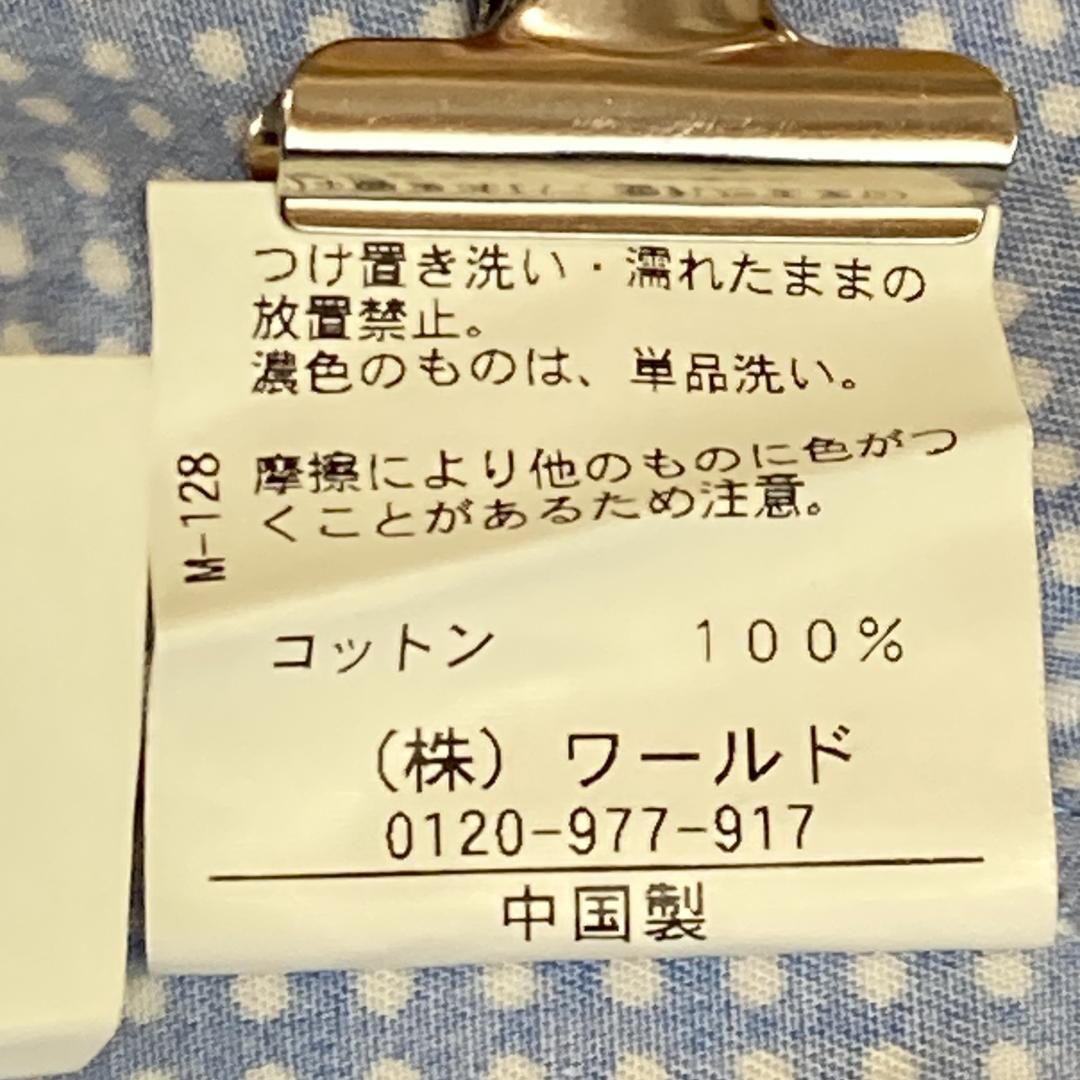 つけ置き洗い・濡れたままの
放置禁止。
濃色のものは、単品洗い。
摩擦により他のものに色がつ
くことがあるため注意。
M-128
コットン 100%
(株) ワールド
0120-977-917
中国製